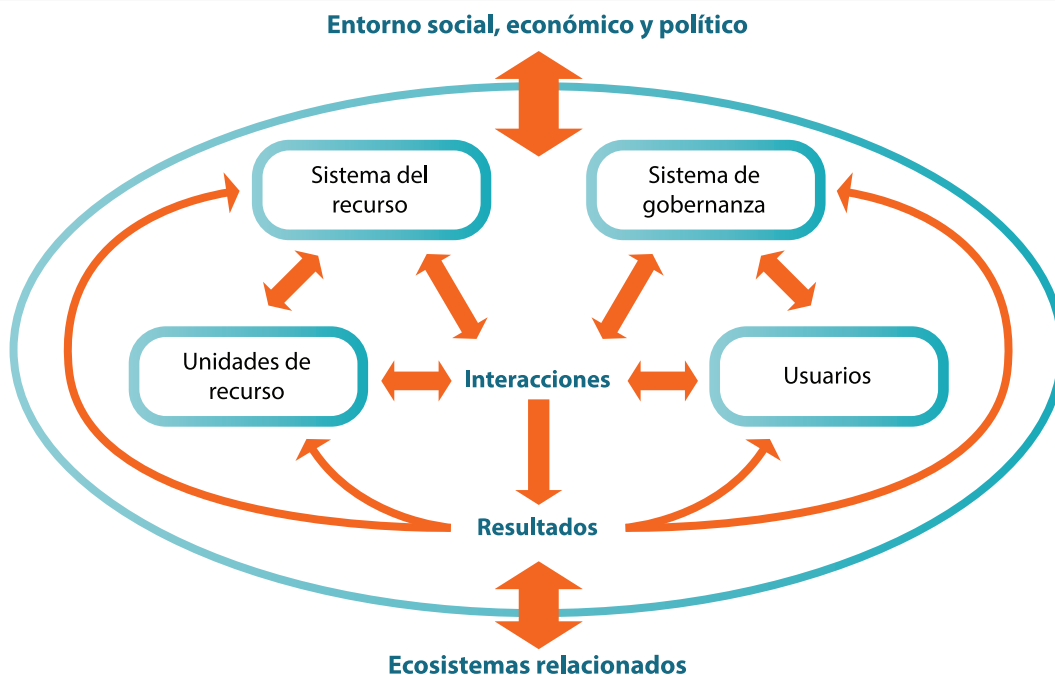 Entorno social, económico y político
Sistema del
recurso
Sistema de
gobernanza
Unidades de
recurso
Interacciones
Usuarios
Resultados
Ecosistemas relacionados